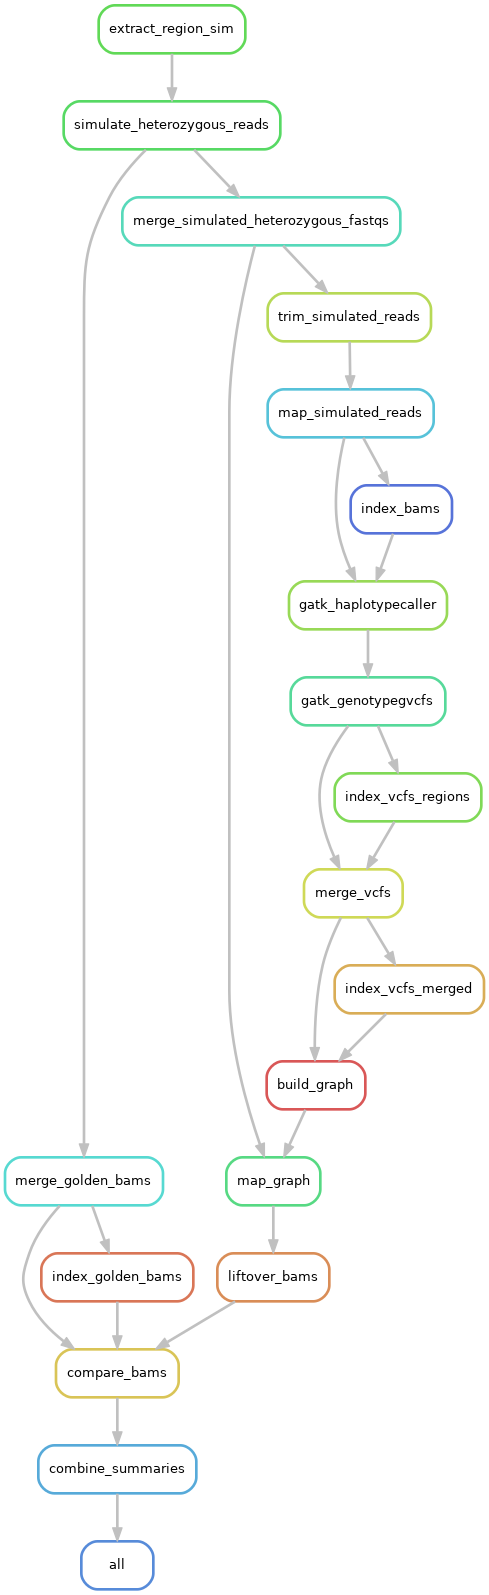 extract_region_sim
simulate_heterozygous_reads
merge_simulated_heterozygous_fastqs
trim_simulated_reads
map_simulated_reads
index_bams
gatk_haplotypecaller
gatk_genotypegvcfs
index_vcfs_regions
merge_vcfs
index_vcfs_merged
build_graph
merge_golden_bams
map_graph
index_golden_bams
liftover_bams
compare_bams
combine_summaries
all